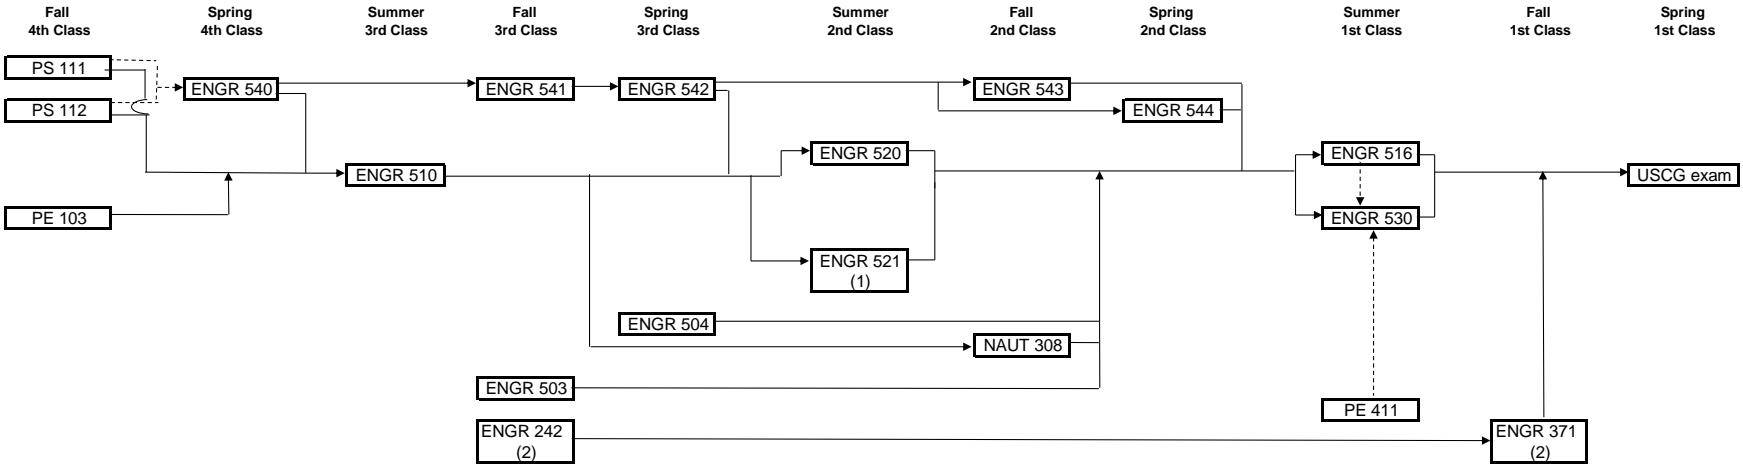 Fall
4th Class
Spring
4th Class
Summer
3rd Class
Fall
3rd Class
Spring
3rd Class
Summer
2nd Class
Fall
2nd Class
Spring
2nd Class
Summer
1st Class
Fall
1st Class
Spring
1st Class
PS 111
PS 112
PE 103
ENGR 540
ENGR 510
ENGR 541
ENGR 503
ENGR 242
(2)
ENGR 542
ENGR 504
ENGR 520
ENGR 521
(1)
ENGR 543
NAUT 308
ENGR 544
ENGR 516
ENGR 530
PE 411
ENGR 371
(2)
USCG exam